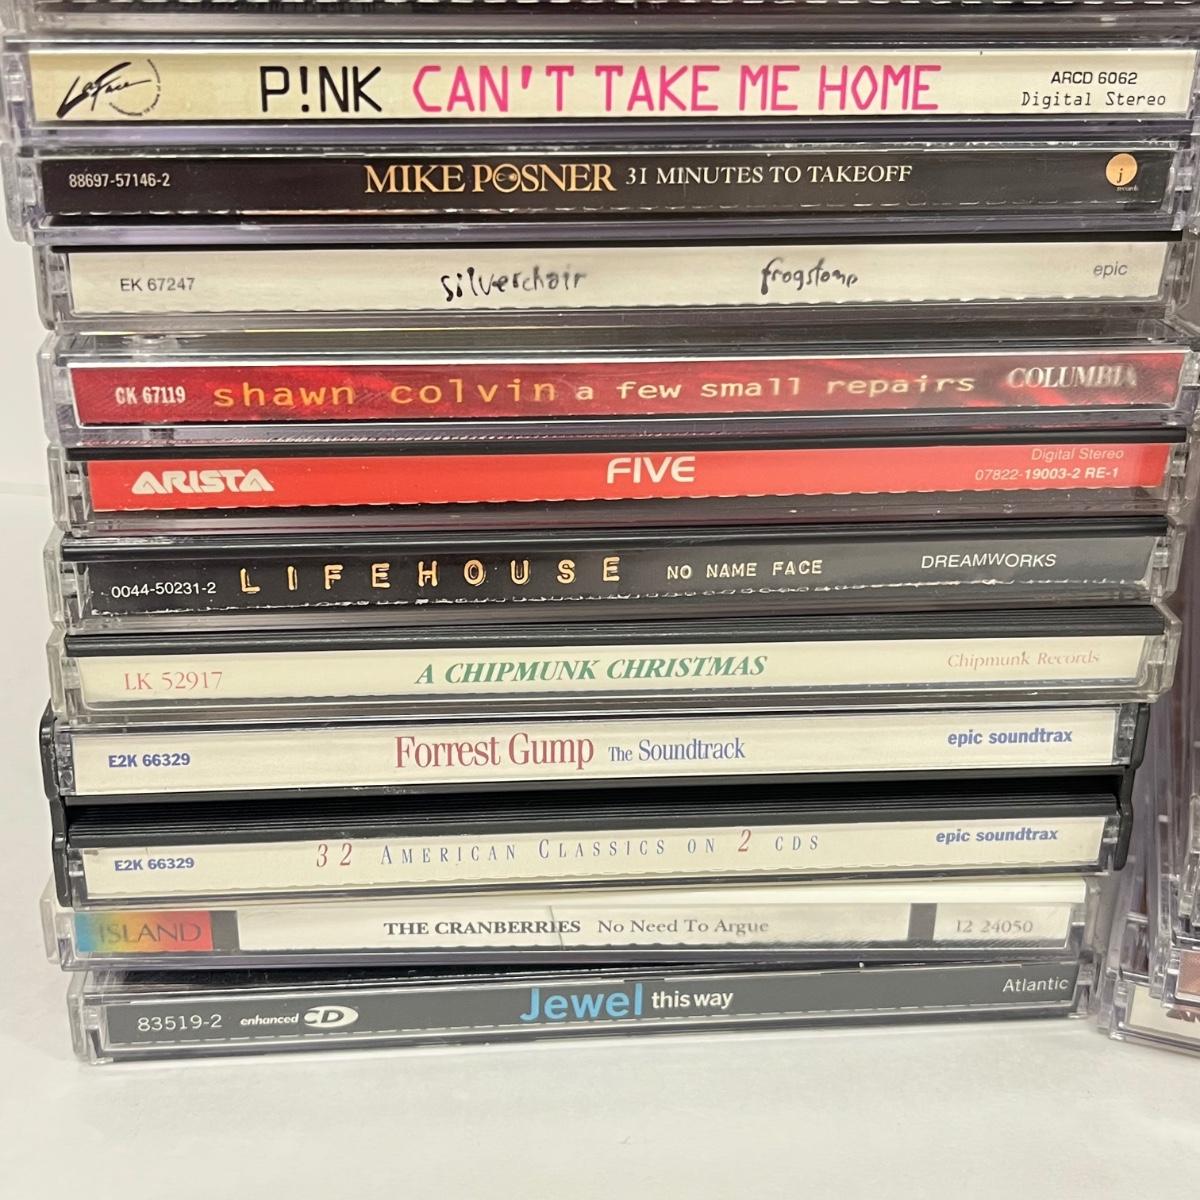 LaFace P!NK CAN'T TAKE ME HOME ARCD 6062
Digital Stereo
88697-57146-2 MIKE POSNER 31 MINUTES TO TAKEOFF j records
EK 67247 silverchair frogstomp epic
CK 67119 shawn colvin a few small repairs COLUMBIA
ARISTA FIVE Digital Stereo
07822-19003-2 RE-1
0044-50231-2 LIFEHOUSE NO NAME FACE DREAMWORKS
LK 52917 A CHIPMUNK CHRISTMAS Chipmunk Records
E2K 66329 Forrest Gump The Soundtrack epic soundtrax
E2K 66329 32 AMERICAN CLASSICS ON 2 CDS epic soundtrax
ISLAND THE CRANBERRIES No Need To Argue I2 24050
83519-2 enhanced CD Jewel this way Atlantic